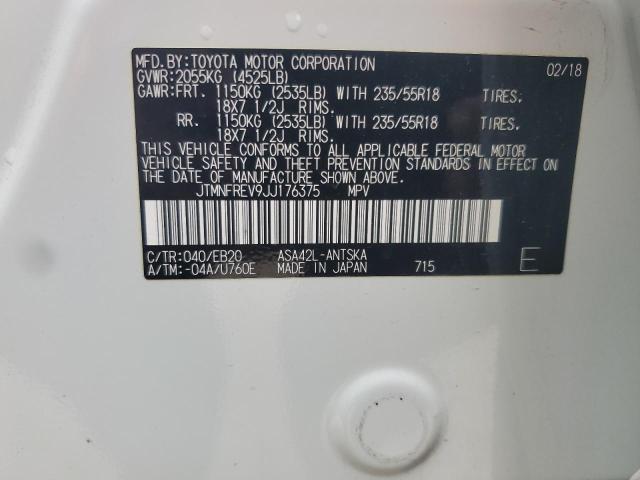 MFD.BY:TOYOTA MOTOR CORPORATION 02/18
GVWR:2055KG (4525LB)
GAWR:FRT. 1150KG (2535LB) WITH 235/55R18 TIRES.
18X7 1/2J RIMS.
RR. 1150KG (2535LB) WITH 235/55R18 TIRES.
18X7 1/2J RIMS.
THIS VEHICLE CONFORMS TO ALL APPLICABLE FEDERAL MOTOR
VEHICLE SAFETY AND THEFT PREVENTION STANDARDS IN EFFECT ON
THE DATE OF MANUFACTURE SHOWN ABOVE.
JTMNFREV9JJ176375 MPV
C/TR:040/EB20 ASA42L-ANTSKA
A/TM:-04A/U760E MADE IN JAPAN 715 E